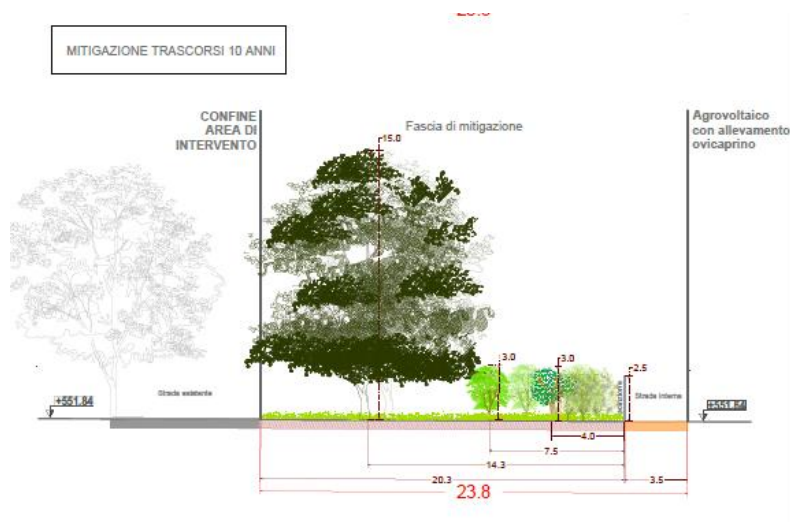 MITIGAZIONE TRASCORSI 10 ANNI
CONFINE
AREA DI
INTERVENTO
Fascia di mitigazione
Agrovoltaico
con allevamento
ovicaprino
15.0
3.0
3.0
2.5
+551.84
Strada esistente
recinzione
Strada interna
+551.84
4.0
7.5
14.3
20.3
3.5
23.8